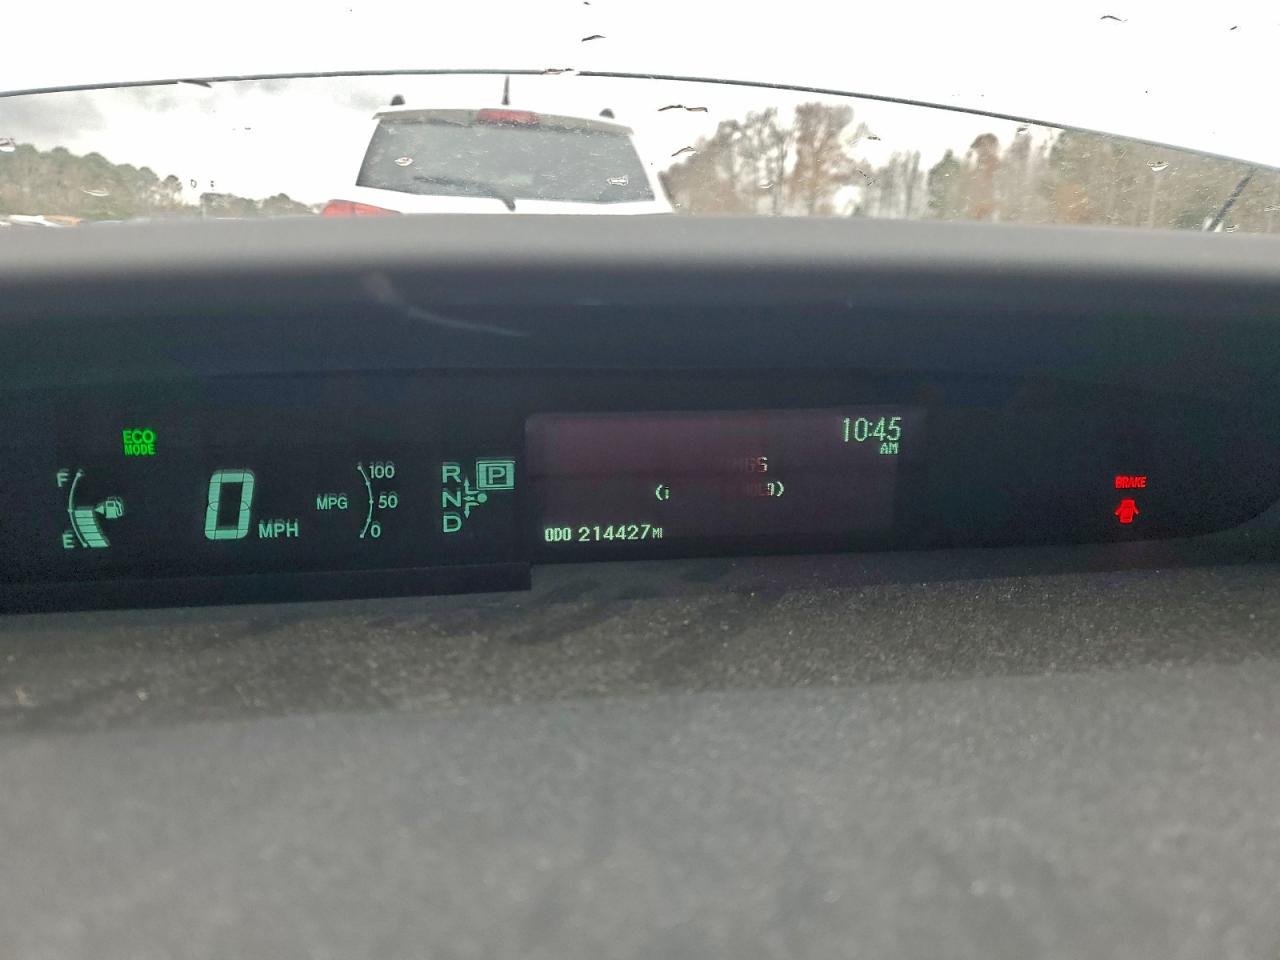 ECO
MODE
F
E
0 MPH
MPG
100
50
0
R
N
D
P
10:45
AM
ODO 214427 MI
BRAKE